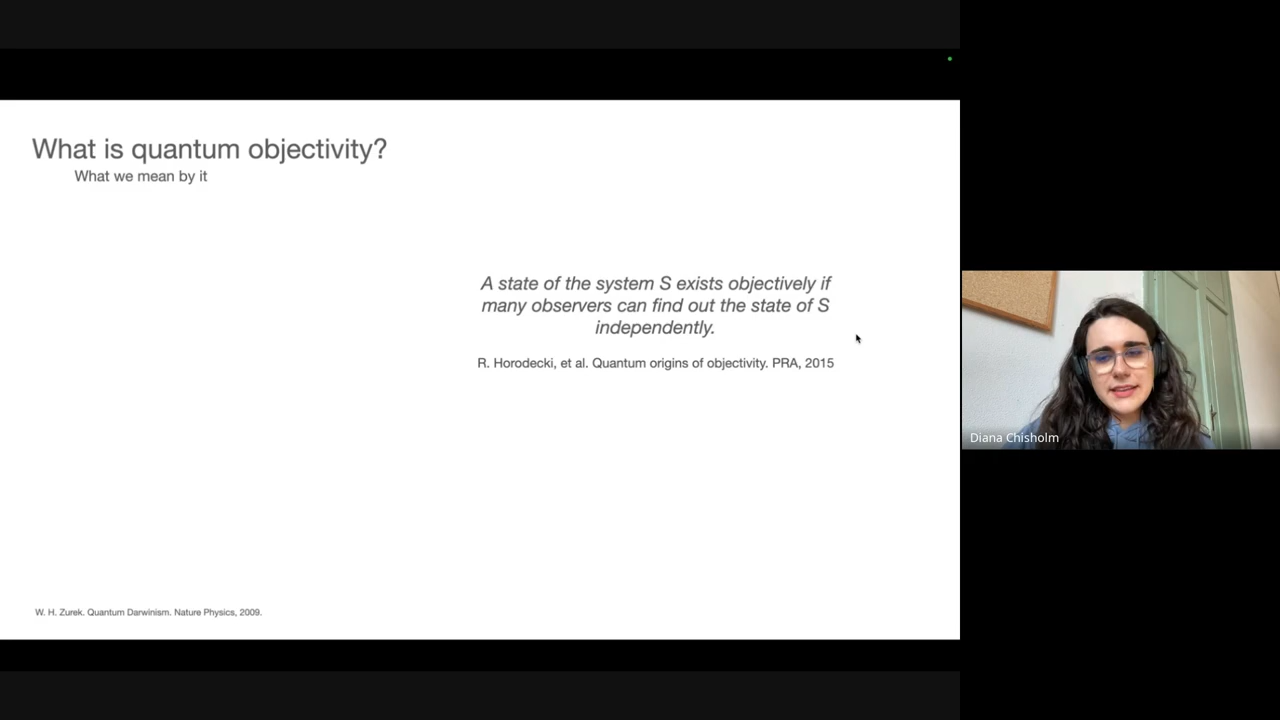 What is quantum objectivity?
What we mean by it
A state of the system S exists objectively if
many observers can find out the state of S
independently.
R. Horodecki, et al. Quantum origins of objectivity. PRA, 2015
Diana Chisholm
W. H. Zurek. Quantum Darwinism. Nature Physics, 2009.